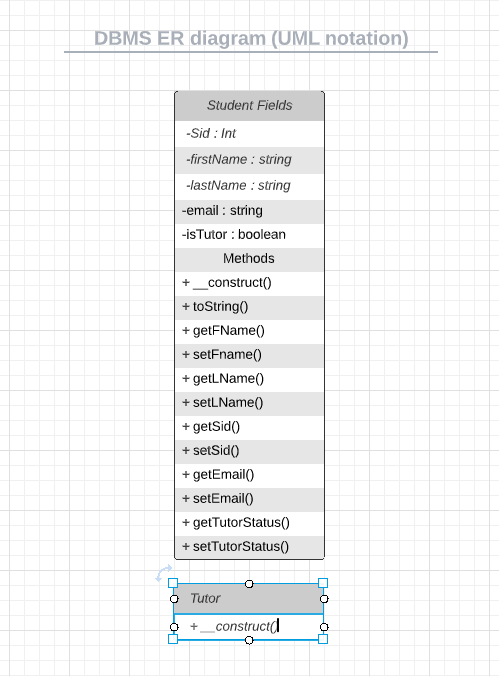 DBMS ER diagram (UML notation)
Student Fields
-Sid : Int
-firstName : string
-lastName : string
-email : string
-isTutor : boolean
Methods
+ __construct()
+ toString()
+ getFName()
+ setFname()
+ getLName()
+ setLName()
+ getSid()
+ setSid()
+ getEmail()
+ setEmail()
+ getTutorStatus()
+ setTutorStatus()
Tutor
+ __construct()